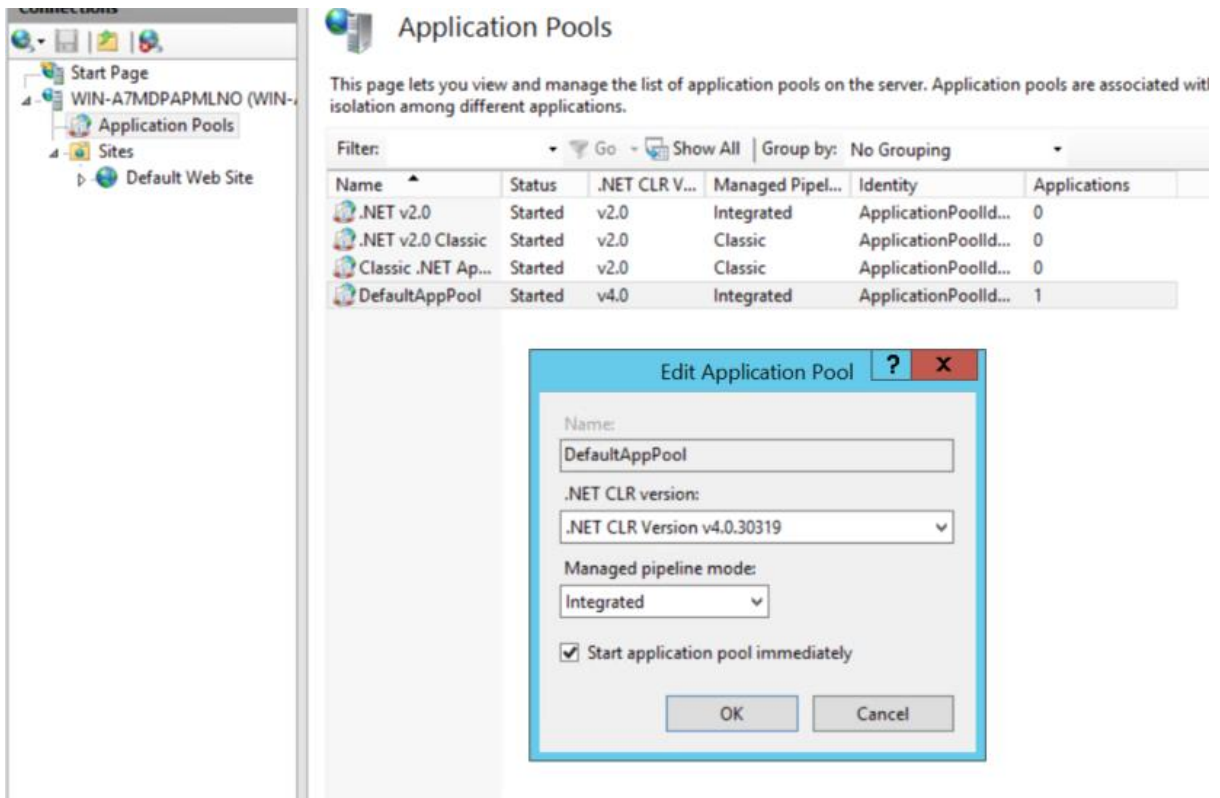 Connections
Start Page
WIN-A7MDPAPMLNO (WIN-
Application Pools
Sites
Default Web Site
Application Pools
This page lets you view and manage the list of application pools on the server. Application pools are associated with
isolation among different applications.
Filter: Go Show All Group by: No Grouping
Name Status .NET CLR V... Managed Pipel... Identity Applications
.NET v2.0 Started v2.0 Integrated ApplicationPoolId... 0
.NET v2.0 Classic Started v2.0 Classic ApplicationPoolId... 0
Classic .NET Ap... Started v2.0 Classic ApplicationPoolId... 0
DefaultAppPool Started v4.0 Integrated ApplicationPoolId... 1
Edit Application Pool ? x
Name:
DefaultAppPool
.NET CLR version:
.NET CLR Version v4.0.30319
Managed pipeline mode:
Integrated
Start application pool immediately
OK Cancel